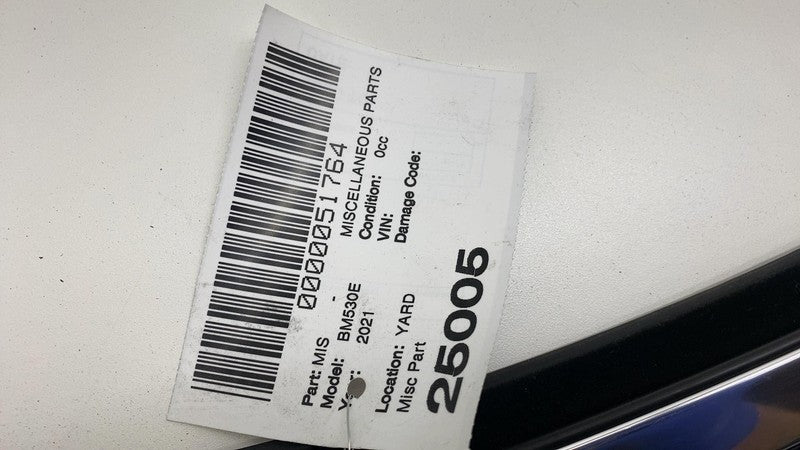 0000051764
Part: MIS - MISCELLANEOUS PARTS
Model: BM530E Condition: 0cc
2021 VIN:
Damage Code:
Location: YARD
Misc Part
25005